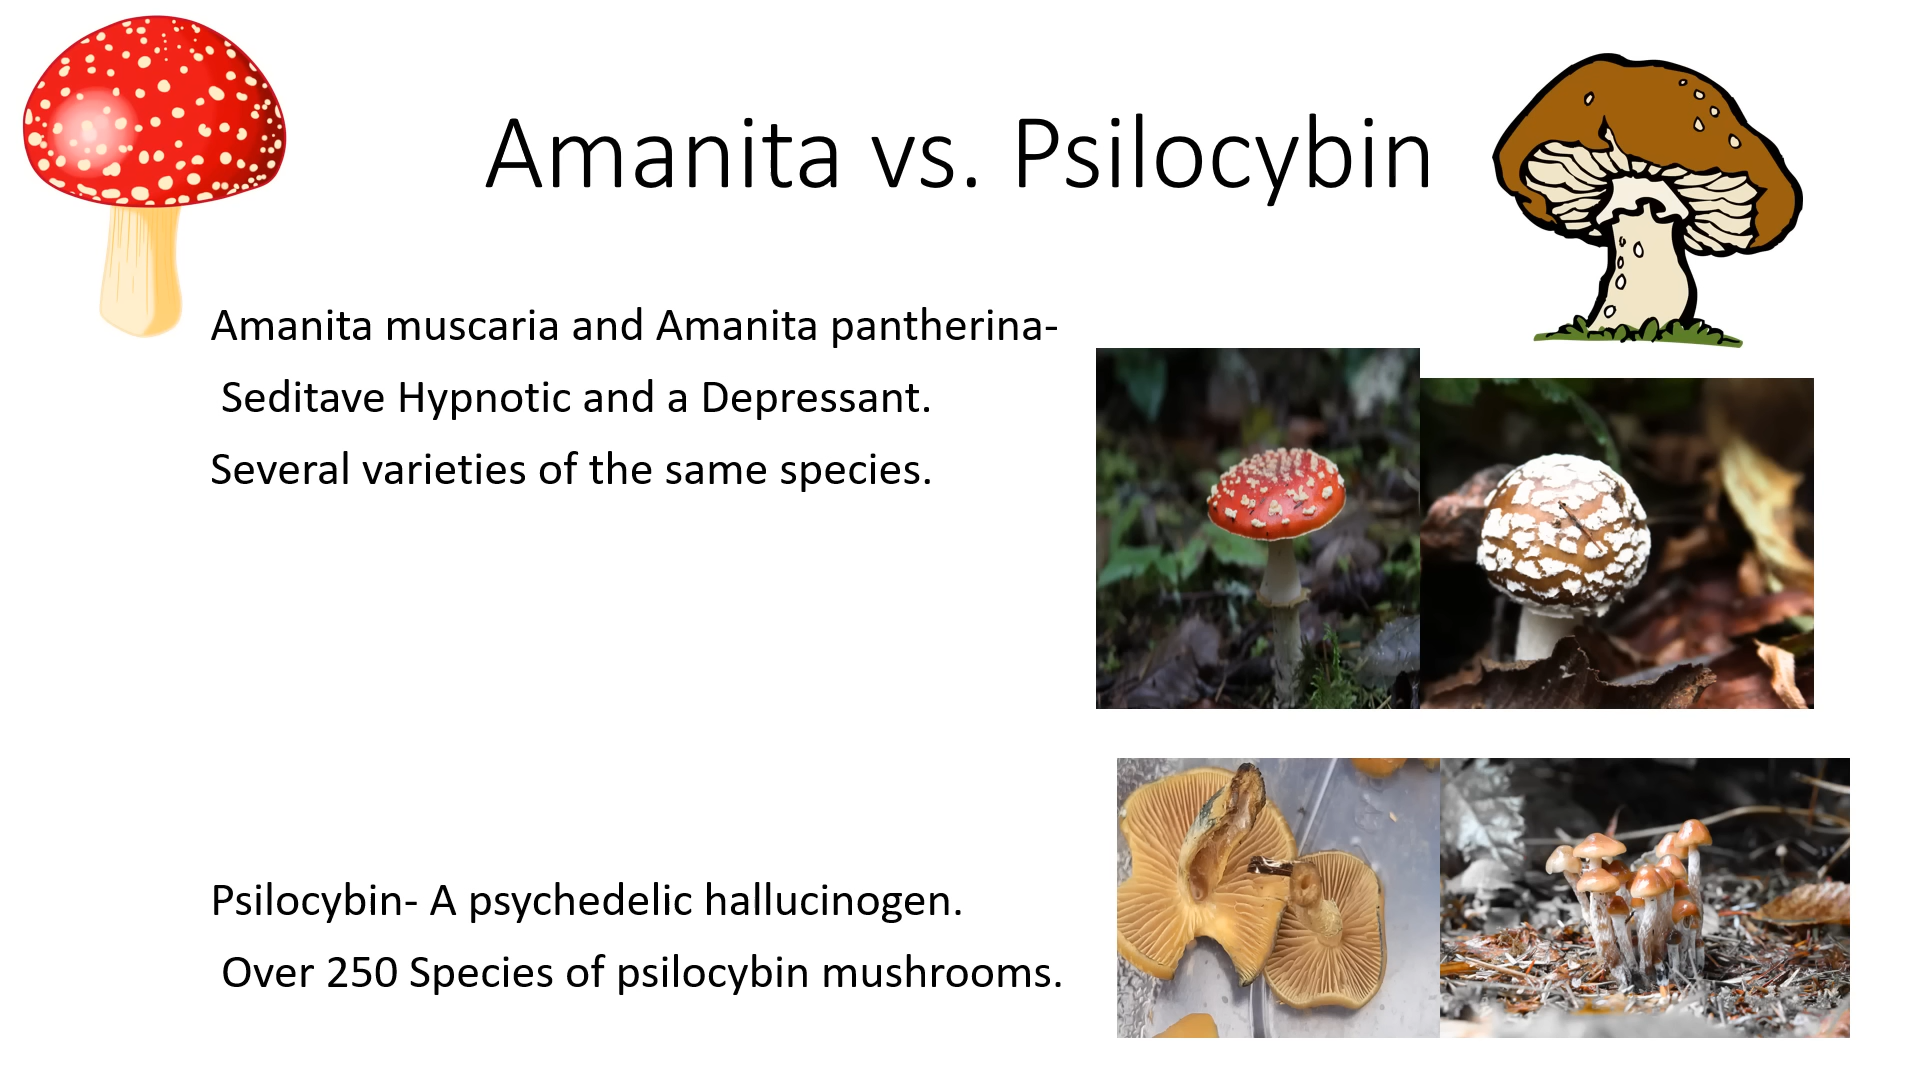 Amanita vs. Psilocybin
Amanita muscaria and Amanita pantherina-
Seditave Hypnotic and a Depressant.
Several varieties of the same species.
Psilocybin- A psychedelic hallucinogen.
Over 250 Species of psilocybin mushrooms.